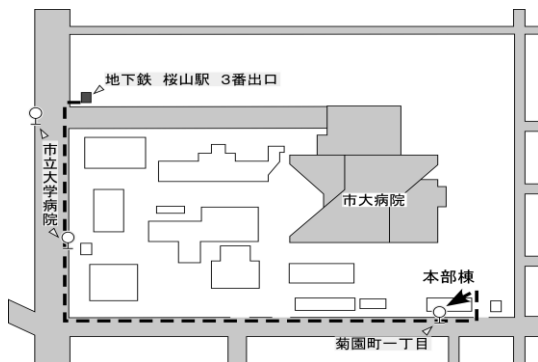 地下鉄 桜山駅 3番出口
市立大学病院
市大病院
本部棟
菊園町一丁目